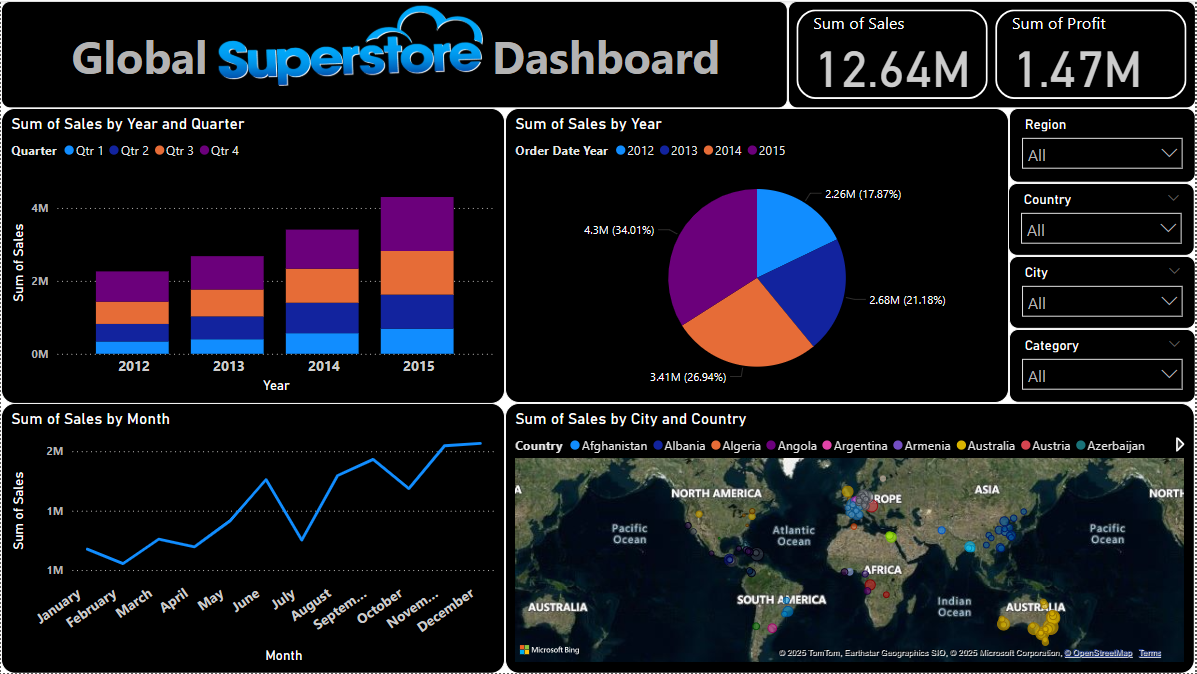 Global Superstore Dashboard
Sum of Sales
12.64M
Sum of Profit
1.47M
Sum of Sales by Year and Quarter
Quarter Qtr 1 Qtr 2 Qtr 3 Qtr 4
Sum of Sales
4M
2M
0M
2012 2013 2014 2015
Year
Sum of Sales by Year
Order Date Year 2012 2013 2014 2015
2.26M (17.87%)
4.3M (34.01%)
2.68M (21.18%)
3.41M (26.94%)
Region
All
Country
All
City
All
Category
All
Sum of Sales by Month
Sum of Sales
2M
1M
1M
January February March April May June July August Septem... October Novem... December
Month
Sum of Sales by City and Country
Country Afghanistan Albania Algeria Angola Argentina Armenia Australia Austria Azerbaijan
A
NORTH AMERICA
ROPE
ASIA
NORTH
Pacific
Ocean
Atlantic
Ocean
Pacific
Ocean
AFRICA
SOUTH AMERICA
Indian
Ocean
AUSTRALIA
AUSTRALIA
Microsoft Bing
© 2025 TomTom, Earthstar Geographics SIO, © 2025 Microsoft Corporation, © OpenStreetMap Terms